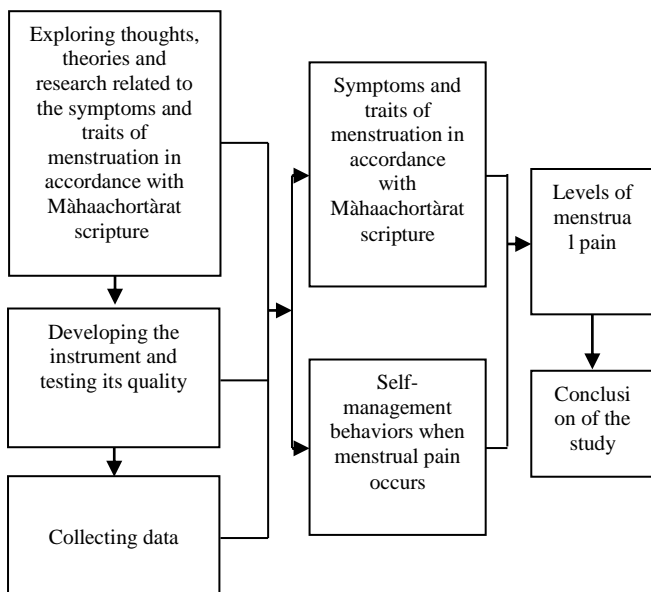 Exploring thoughts,
theories and
research related to
the symptoms and
traits of
menstruation in
accordance with
Màhaachortàrat
scripture
Developing the
instrument and
testing its quality
Collecting data
Symptoms and
traits of
menstruation in
accordance
with
Màhaachortàrat
scripture
Self-
management
behaviors when
menstrual pain
occurs
Levels of
menstrua
l pain
Conclusi
on of the
study